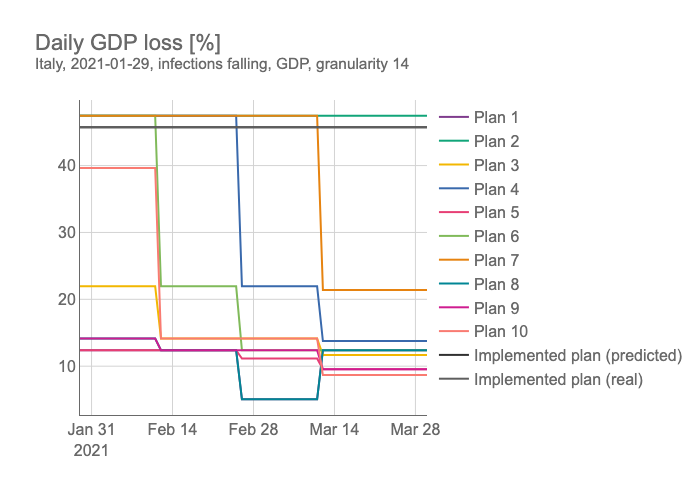 Daily GDP loss [%]
Italy, 2021-01-29, infections falling, GDP, granularity 14
40
30
20
10
Jan 31
2021
Feb 14
Feb 28
Mar 14
Mar 28
Plan 1
Plan 2
Plan 3
Plan 4
Plan 5
Plan 6
Plan 7
Plan 8
Plan 9
Plan 10
Implemented plan (predicted)
Implemented plan (real)